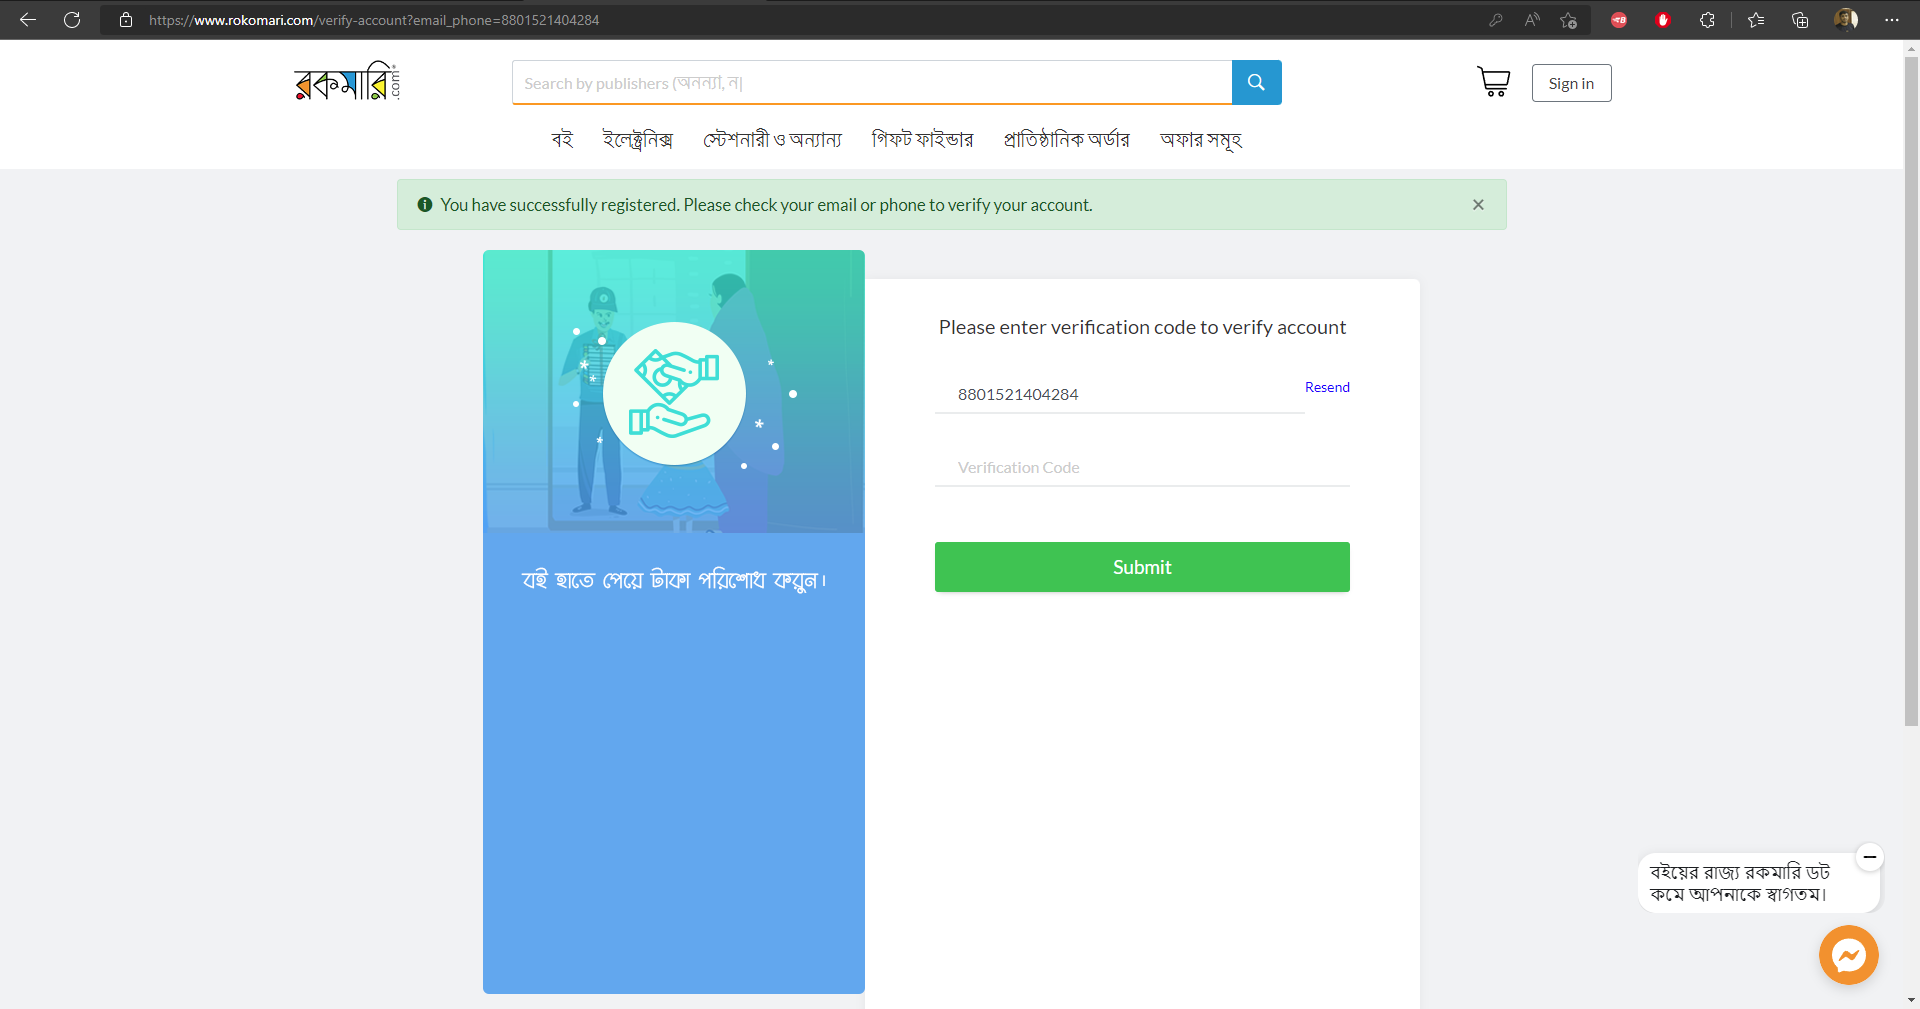 https://www.rokomari.com/verify-account?email_phone=8801521404284
রকমারি .com
Search by publishers (অনন্যা, ন|
Sign in
বই ইলেক্ট্রনিক্স স্টেশনারী ও অন্যান্য গিফট ফাইন্ডার প্রাতিষ্ঠানিক অর্ডার অফার সমূহ
You have successfully registered. Please check your email or phone to verify your account.
Please enter verification code to verify account
8801521404284
Resend
Verification Code
Submit
বই হাতে পেয়ে টাকা পরিশোধ করুন।
বইয়ের রাজ্য রকমারি ডট
কমে আপনাকে স্বাগতম।